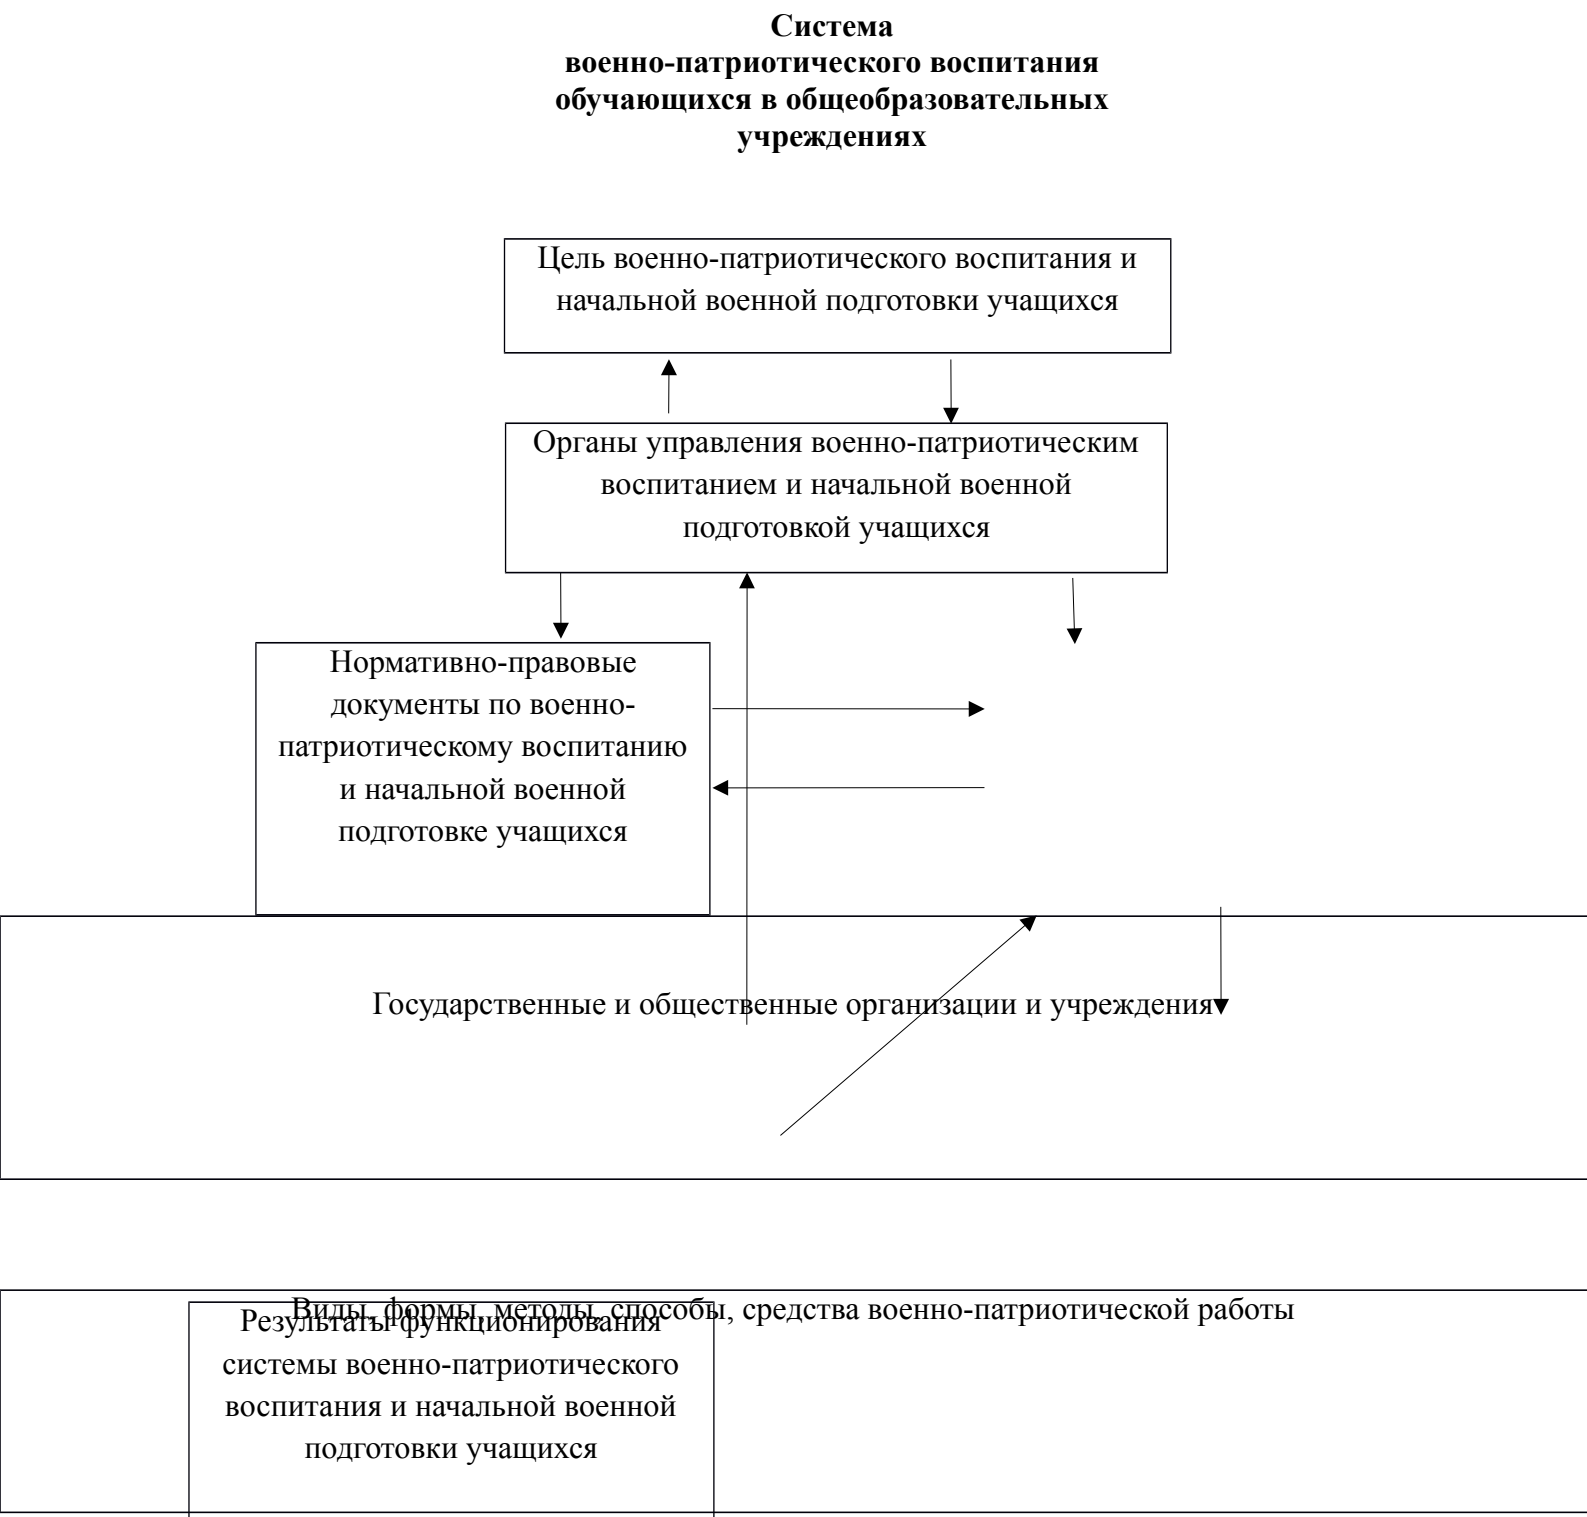 Система
военно-патриотического воспитания
обучающихся в общеобразовательных
учреждениях
Цель военно-патриотического воспитания и
начальной военной подготовки учащихся
Органы управления военно-патриотическим
воспитанием и начальной военной
подготовкой учащихся
Нормативно-правовые
документы по военно-
патриотическому воспитанию
и начальной военной
подготовке учащихся
Государственные и общественные организации и учреждения
Виды, формы, методы, способы, средства военно-патриотической работы
Результаты функционирования
системы военно-патриотического
воспитания и начальной военной
подготовки учащихся